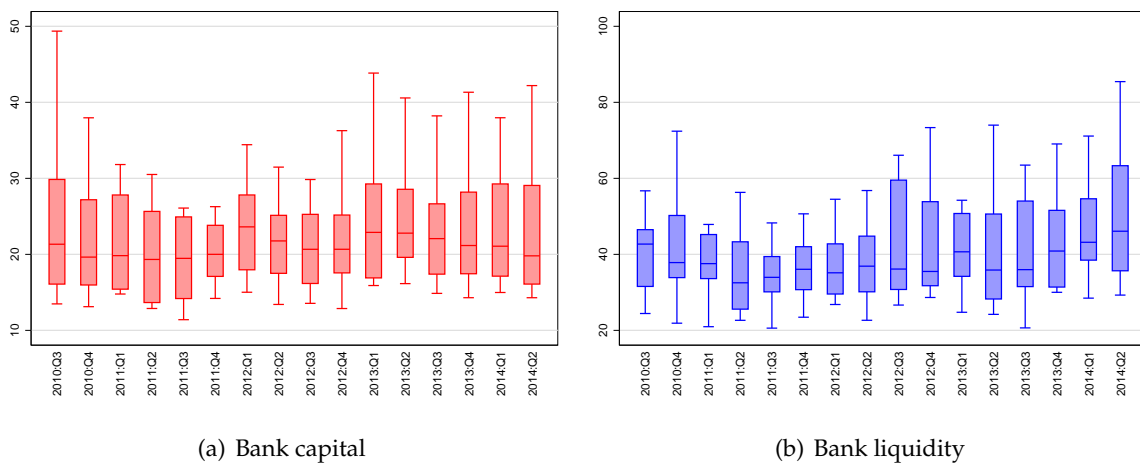 50
40
30
20
10
2010:Q3
2010:Q4
2011:Q1
2011:Q2
2011:Q3
2011:Q4
2012:Q1
2012:Q2
2012:Q3
2012:Q4
2013:Q1
2013:Q2
2013:Q3
2013:Q4
2014:Q1
2014:Q2
(a) Bank capital
100
80
60
40
20
2010:Q3
2010:Q4
2011:Q1
2011:Q2
2011:Q3
2011:Q4
2012:Q1
2012:Q2
2012:Q3
2012:Q4
2013:Q1
2013:Q2
2013:Q3
2013:Q4
2014:Q1
2014:Q2
(b) Bank liquidity